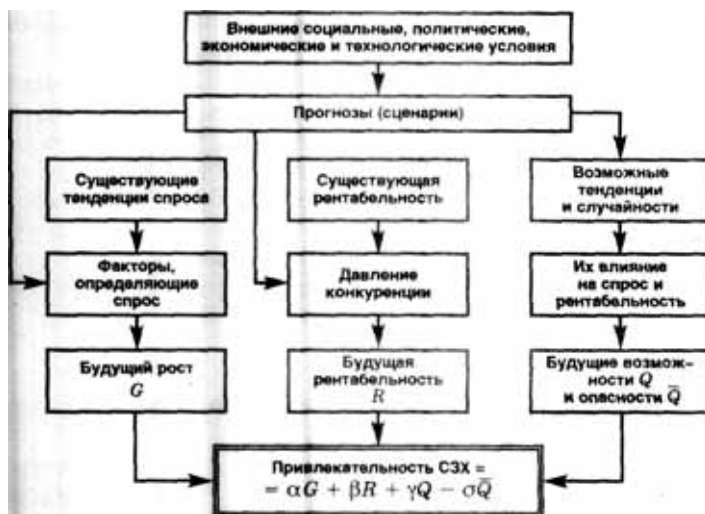 Внешние социальные, политические,
экономические и технологические условия
Прогнозы (сценарии)
Существующие
тенденции спроса
Существующая
рентабельность
Возможные
тенденции
и случайности
Факторы,
определяющие
спрос
Давление
конкуренции
Их влияние
на спрос и
рентабельность
Будущий рост
G
Будущая
рентабельность
R
Будущие возмож-
ности Q
и опасности Q̅
Привлекательность СЗХ =
= αG + βR + γQ − σQ̅